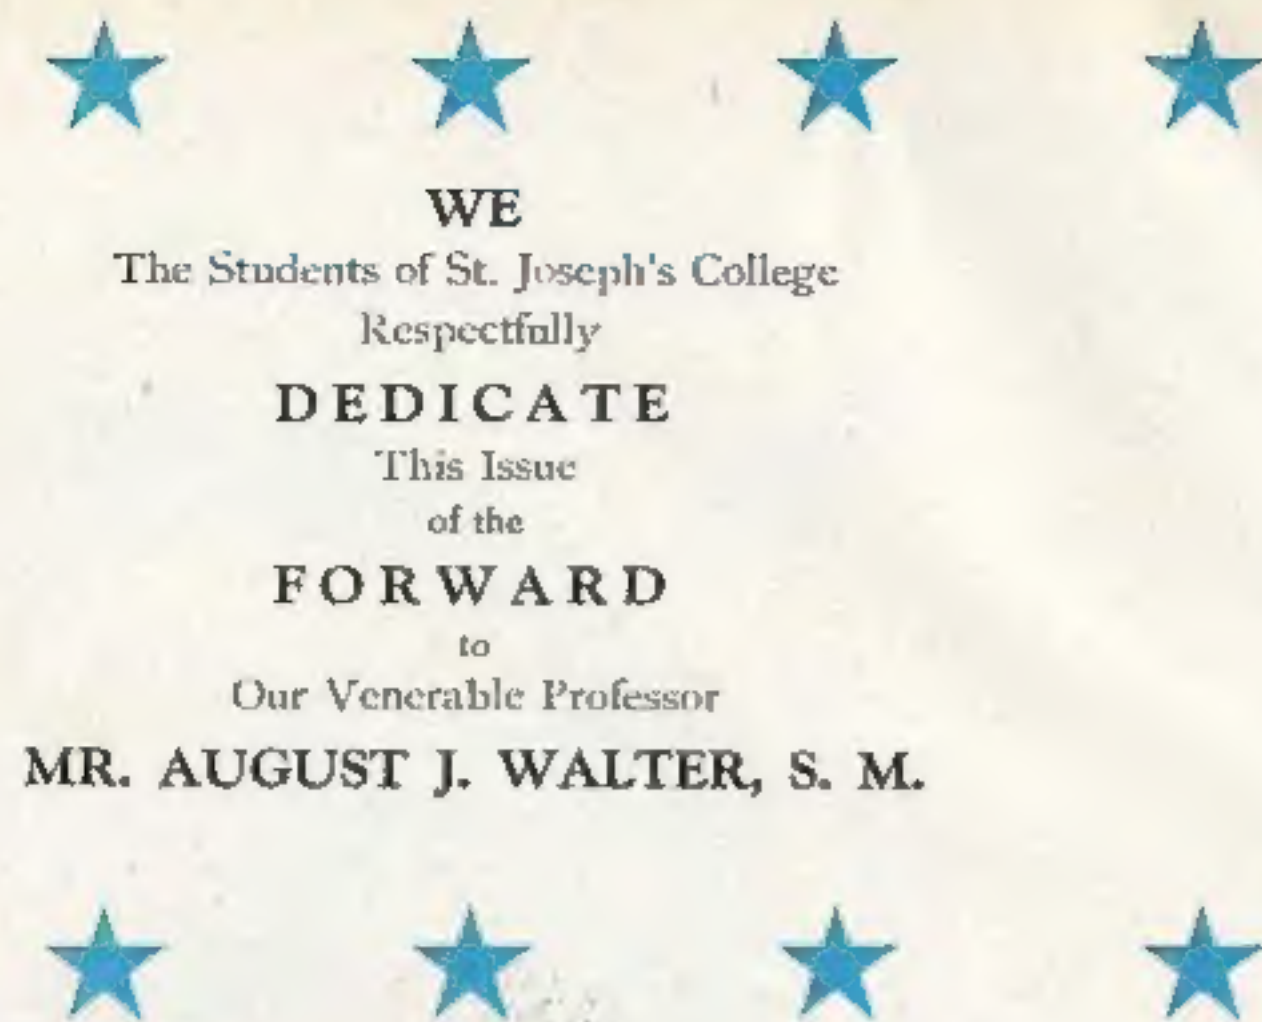 WE
The Students of St. Joseph's College
Respectfully
DEDICATE
This Issue
of the
FORWARD
to
Our Venerable Professor
MR. AUGUST J. WALTER, S. M.